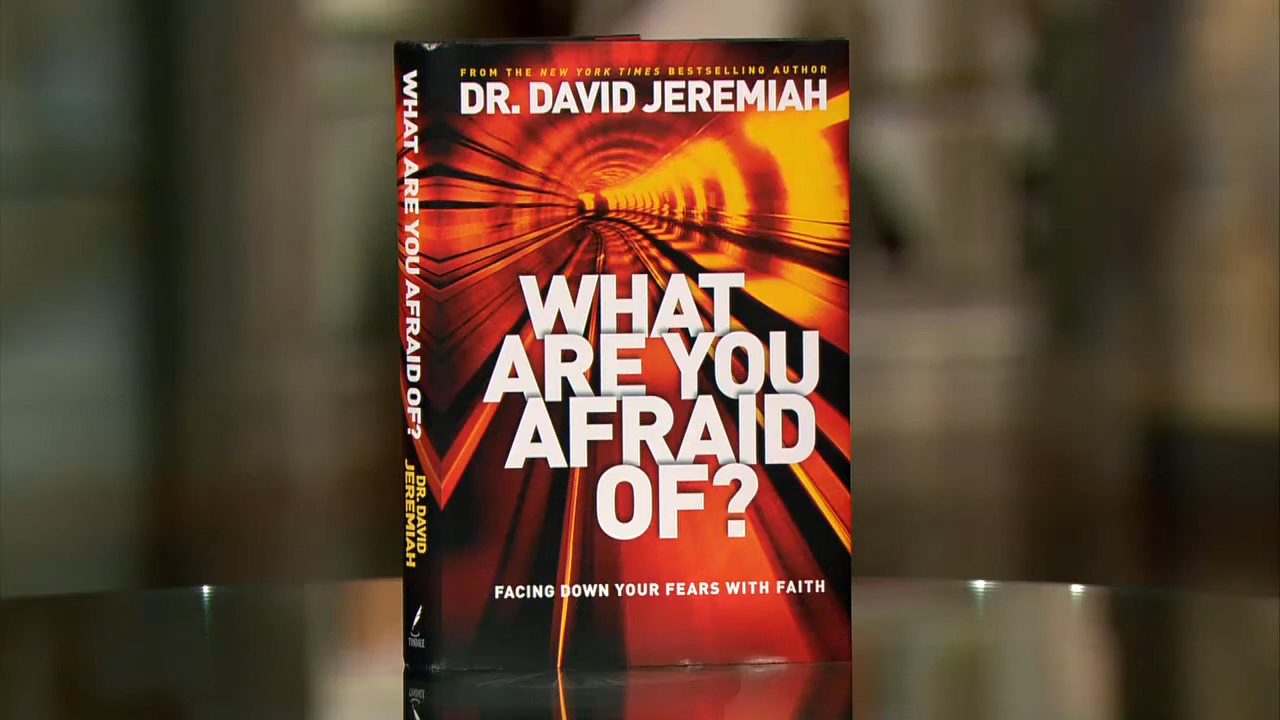 FROM THE NEW YORK TIMES BESTSELLING AUTHOR
DR. DAVID JEREMIAH
WHAT
ARE YOU
AFRAID
OF?
FACING DOWN YOUR FEARS WITH FAITH
WHAT ARE YOU AFRAID OF?
DR. DAVID
JEREMIAH
TYNDALE